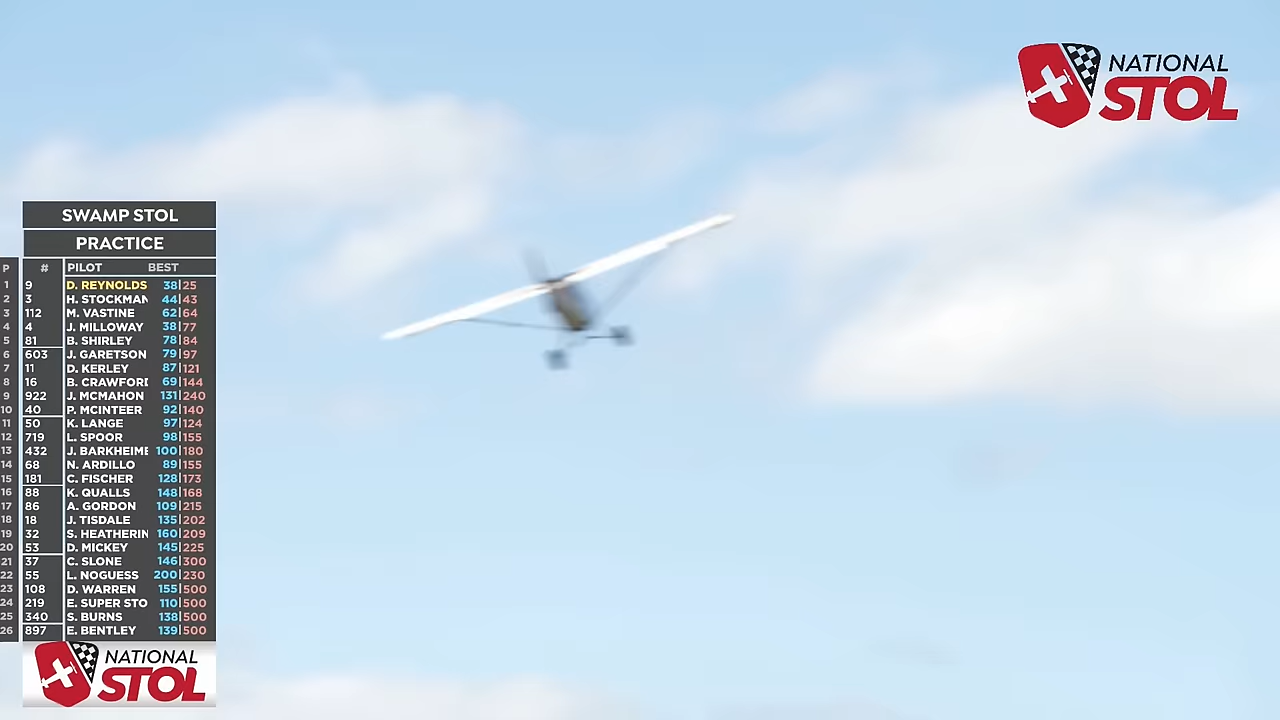 NATIONAL
STOL
SWAMP STOL
PRACTICE
P # PILOT BEST
1 9 D. REYNOLDS 38|25
2 3 H. STOCKMAN 44|43
3 112 M. VASTINE 62|64
4 4 J. MILLOWAY 38|77
5 81 B. SHIRLEY 78|84
6 603 J. GARETSON 79|97
7 11 D. KERLEY 87|121
8 16 B. CRAWFORD 69|144
9 922 J. MCMAHON 131|240
10 40 P. MCINTEER 92|140
11 50 K. LANGE 97|124
12 719 L. SPOOR 98|155
13 432 J. BARKHEIME 100|180
14 68 N. ARDILLO 89|155
15 181 C. FISCHER 128|173
16 88 K. QUALLS 148|168
17 86 A. GORDON 109|215
18 18 J. TISDALE 135|202
19 32 S. HEATHERIN 160|209
20 53 D. MICKEY 145|225
21 37 C. SLONE 146|300
22 55 L. NOGUESS 200|230
23 108 D. WARREN 155|500
24 219 E. SUPER STO 110|500
25 340 S. BURNS 138|500
26 897 E. BENTLEY 139|500
NATIONAL
STOL